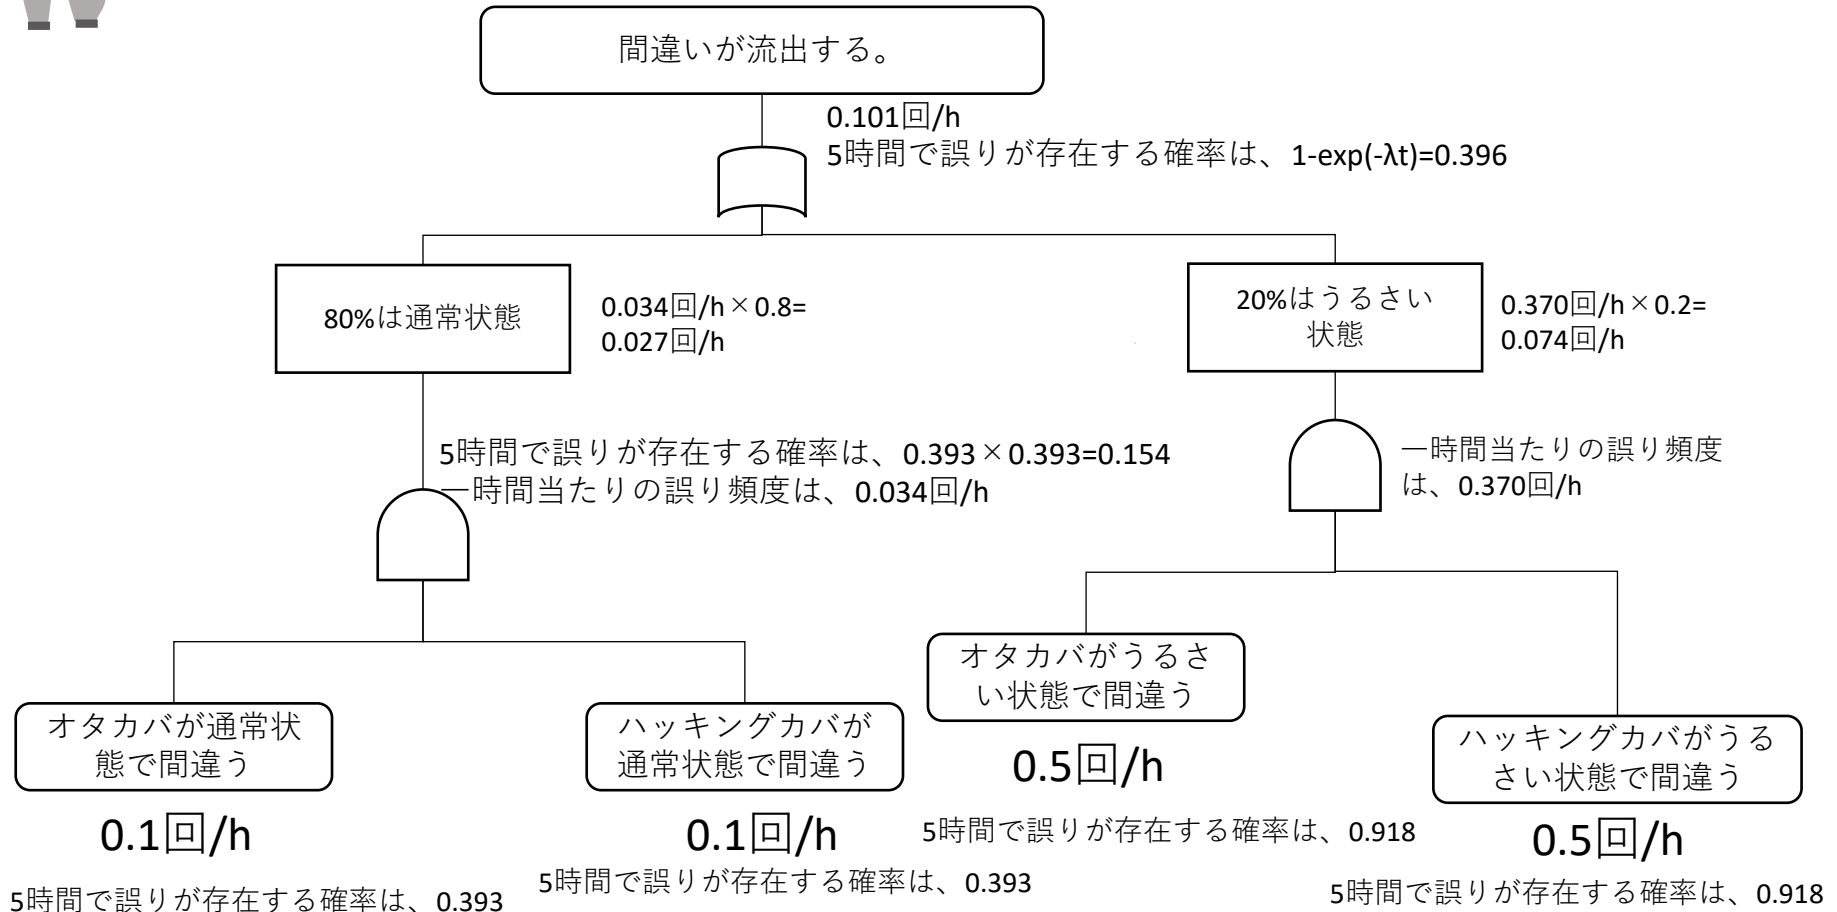 間違いが流出する。
0.101回/h
5時間で誤りが存在する確率は、1-exp(-λt)=0.396
80%は通常状態
0.034回/h×0.8=
0.027回/h
20%はうるさい
状態
0.370回/h×0.2=
0.074回/h
5時間で誤りが存在する確率は、0.393×0.393=0.154
一時間当たりの誤り頻度は、0.034回/h
一時間当たりの誤り頻度
は、0.370回/h
オタカバが通常状
態で間違う
0.1回/h
5時間で誤りが存在する確率は、0.393
ハッキングカバが
通常状態で間違う
0.1回/h
5時間で誤りが存在する確率は、0.393
オタカバがうるさ
い状態で間違う
0.5回/h
5時間で誤りが存在する確率は、0.918
ハッキングカバがうる
さい状態で間違う
0.5回/h
5時間で誤りが存在する確率は、0.918